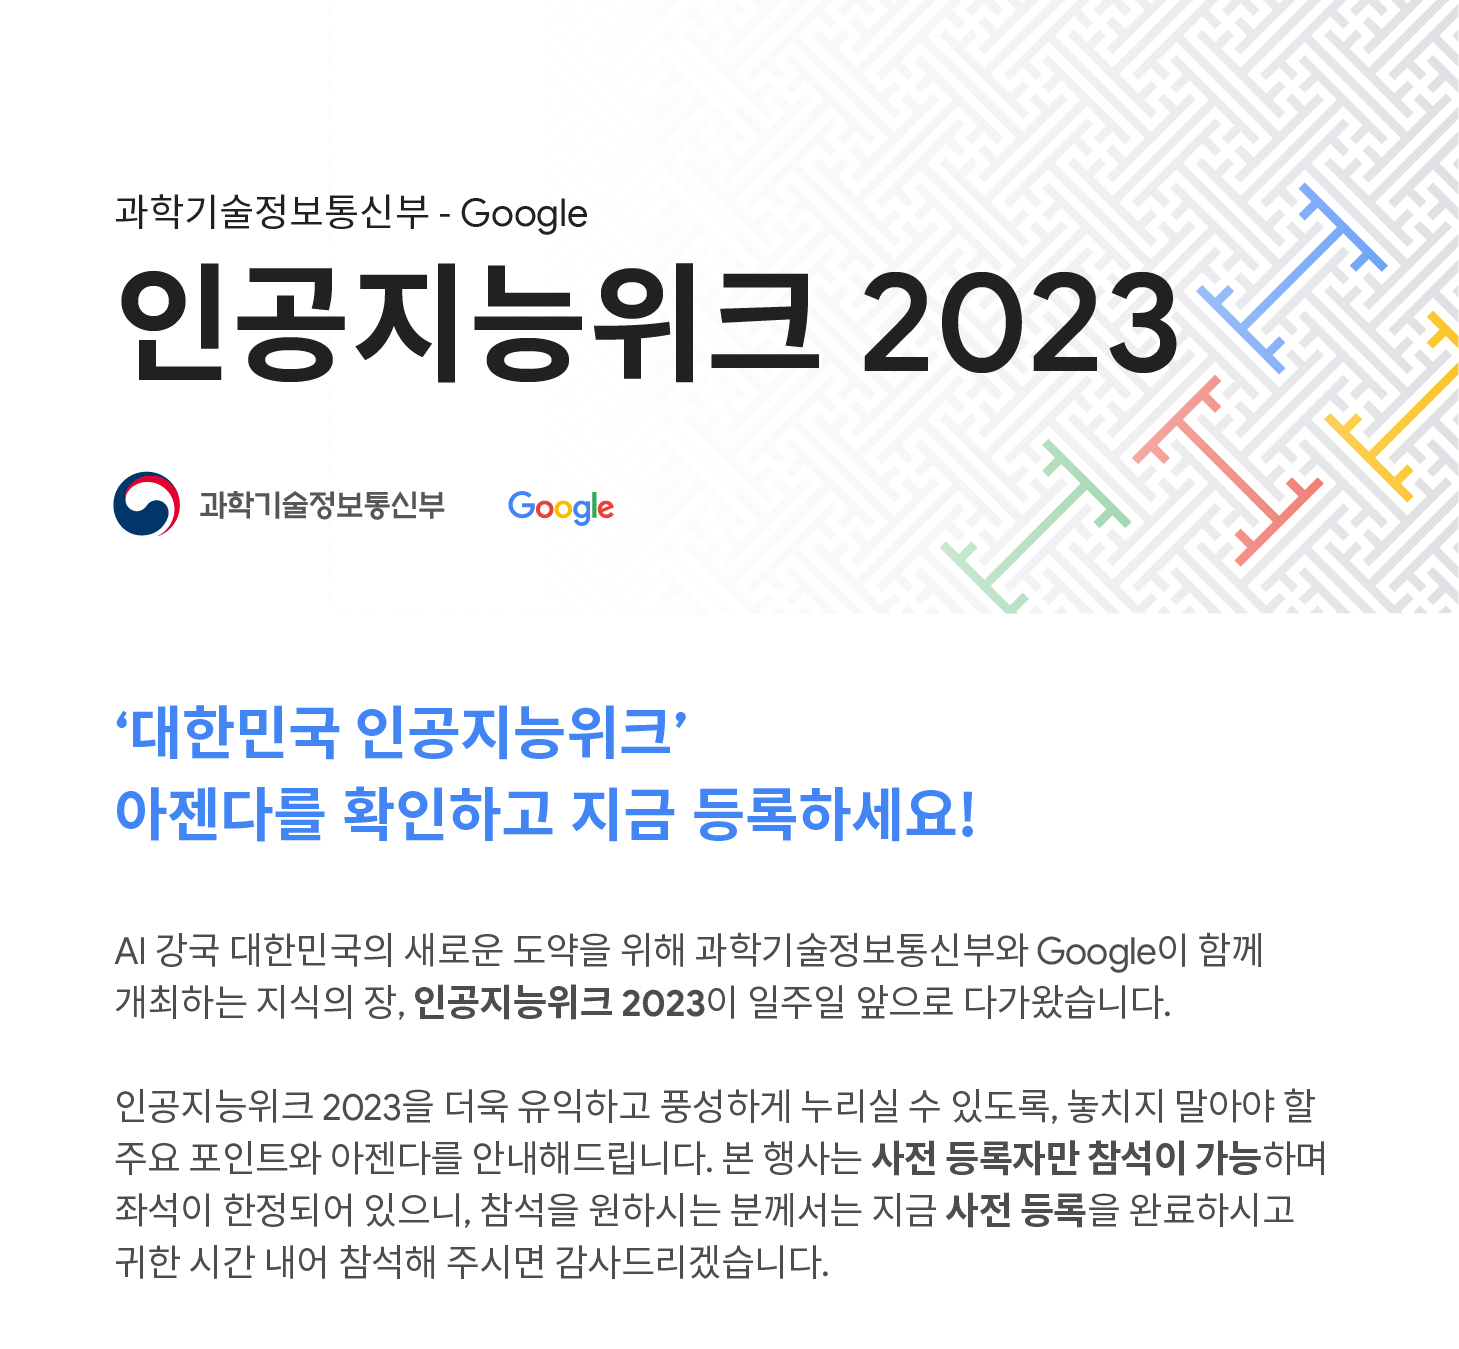 과학기술정보통신부 - Google
인공지능위크 2023
과학기술정보통신부 Google
‘대한민국 인공지능위크’
아젠다를 확인하고 지금 등록하세요!
AI 강국 대한민국의 새로운 도약을 위해 과학기술정보통신부와 Google이 함께
개최하는 지식의 장, 인공지능위크 2023이 일주일 앞으로 다가왔습니다.
인공지능위크 2023을 더욱 유익하고 풍성하게 누리실 수 있도록, 놓치지 말아야 할
주요 포인트와 아젠다를 안내해드립니다. 본 행사는 사전 등록자만 참석이 가능하며
좌석이 한정되어 있으니, 참석을 원하시는 분께서는 지금 사전 등록을 완료하시고
귀한 시간 내어 참석해 주시면 감사드리겠습니다.